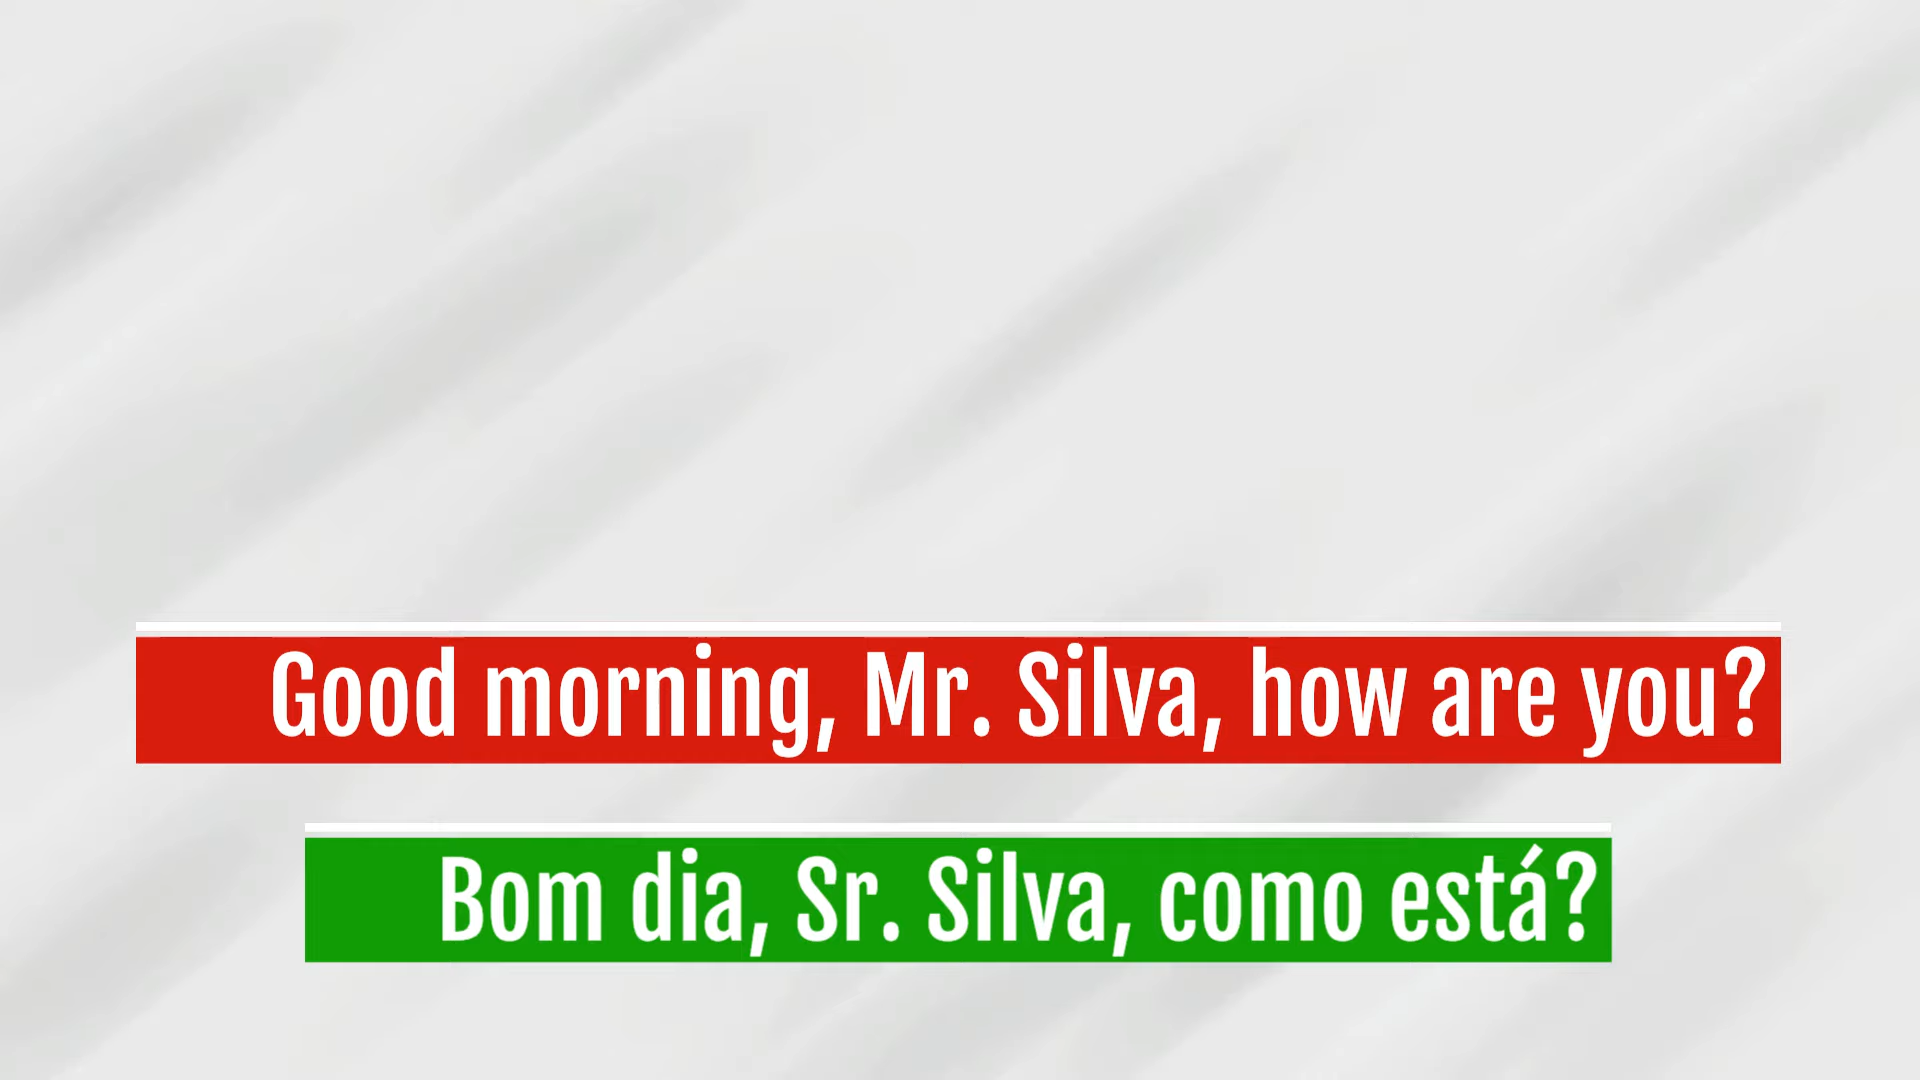 Good morning, Mr. Silva, how are you?
Bom dia, Sr. Silva, como está?